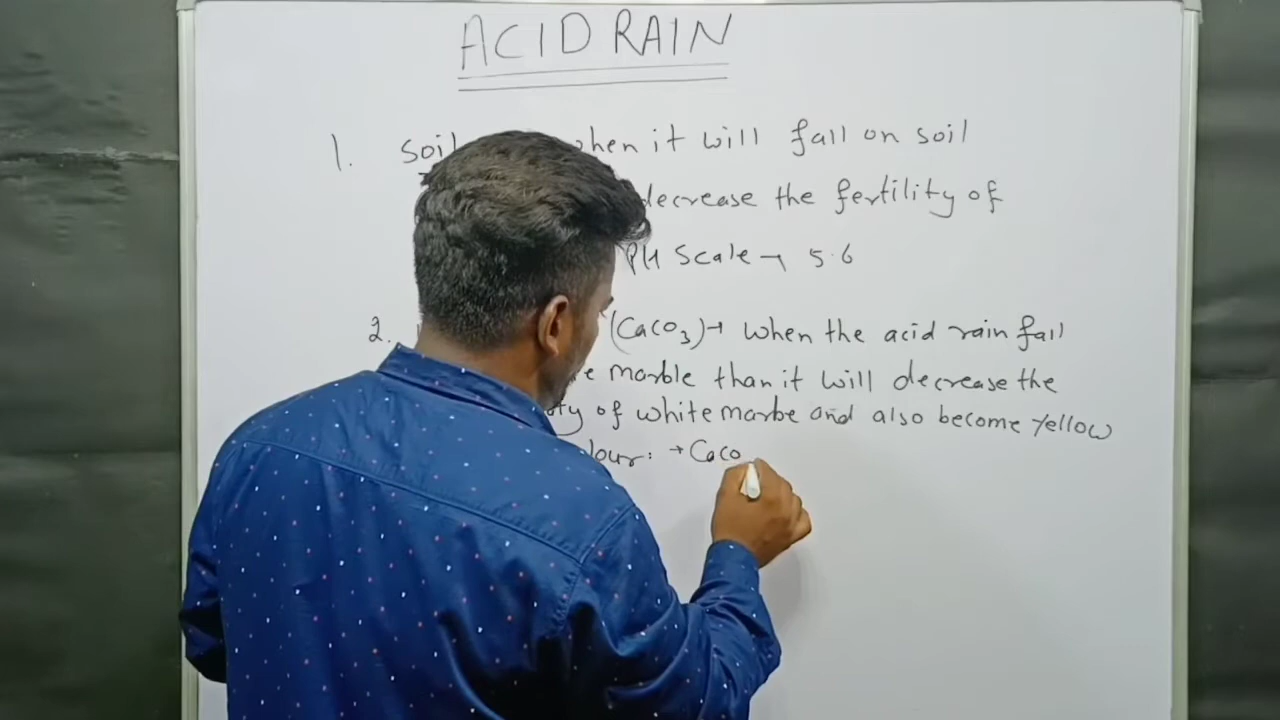 ACID RAIN
1. soil when it will fall on soil
decrease the fertility of
PH Scale → 5.6
2. (CaCO3) → when the acid rain fall
marble than it will decrease the
of white marbe and also become yellow
→ CaCO